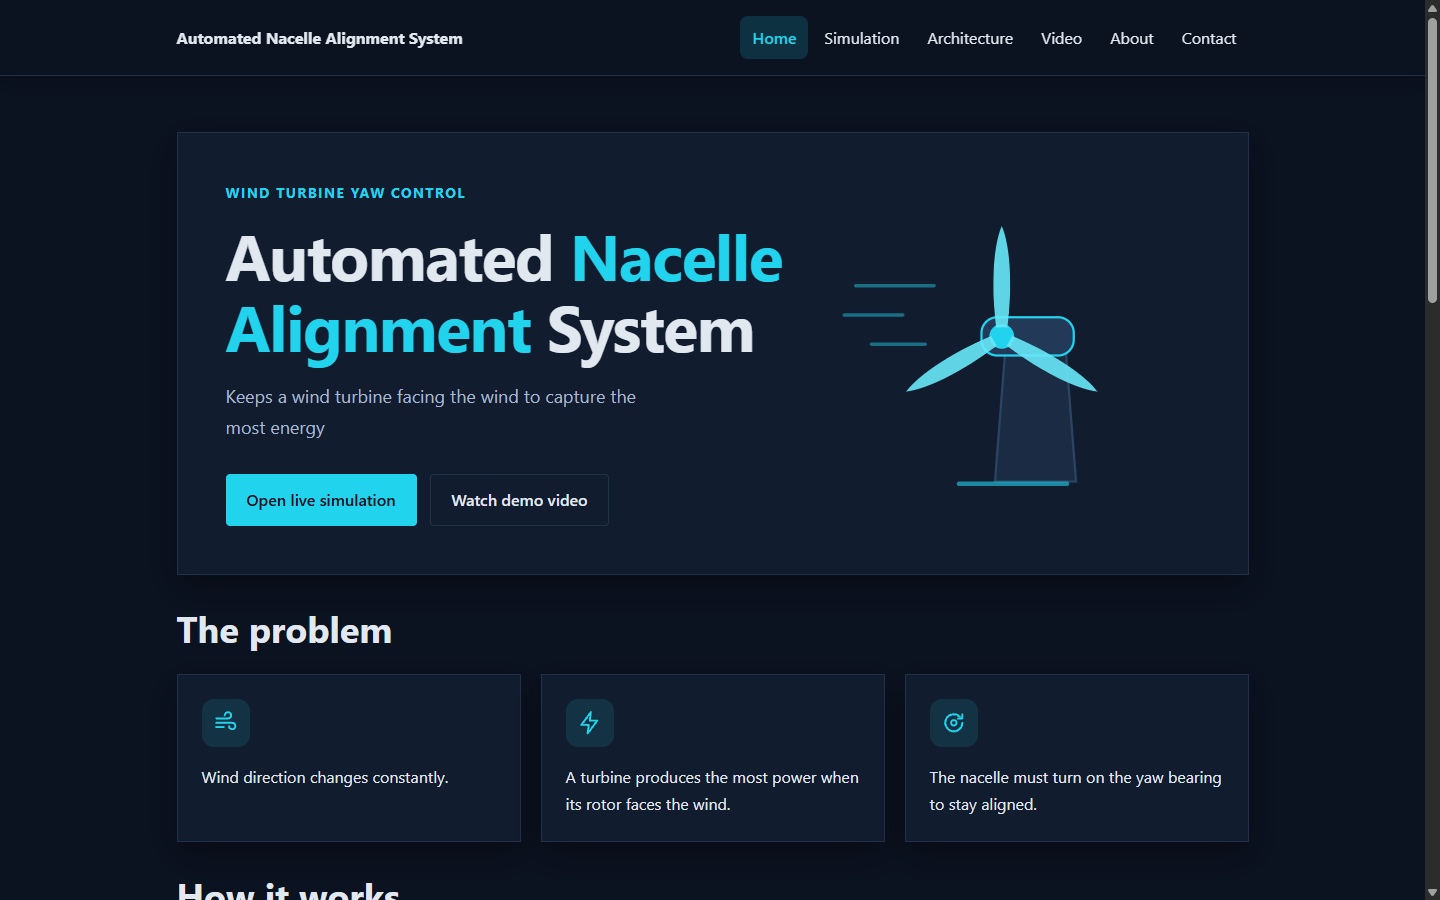 Automated Nacelle Alignment System
Home Simulation Architecture Video About Contact
WIND TURBINE YAW CONTROL
Automated Nacelle
Alignment System
Keeps a wind turbine facing the wind to capture the
most energy
Open live simulation Watch demo video
The problem
Wind direction changes constantly.
A turbine produces the most power when
its rotor faces the wind.
The nacelle must turn on the yaw bearing
to stay aligned.
How it works